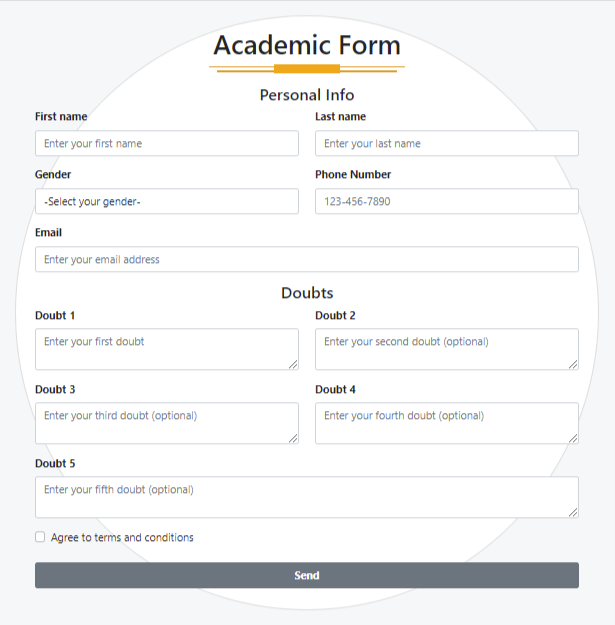 Academic Form
Personal Info
First name Last name
Enter your first name Enter your last name
Gender Phone Number
-Select your gender- 123-456-7890
Email
Enter your email address
Doubts
Doubt 1 Doubt 2
Enter your first doubt Enter your second doubt (optional)
Doubt 3 Doubt 4
Enter your third doubt (optional) Enter your fourth doubt (optional)
Doubt 5
Enter your fifth doubt (optional)
Agree to terms and conditions
Send